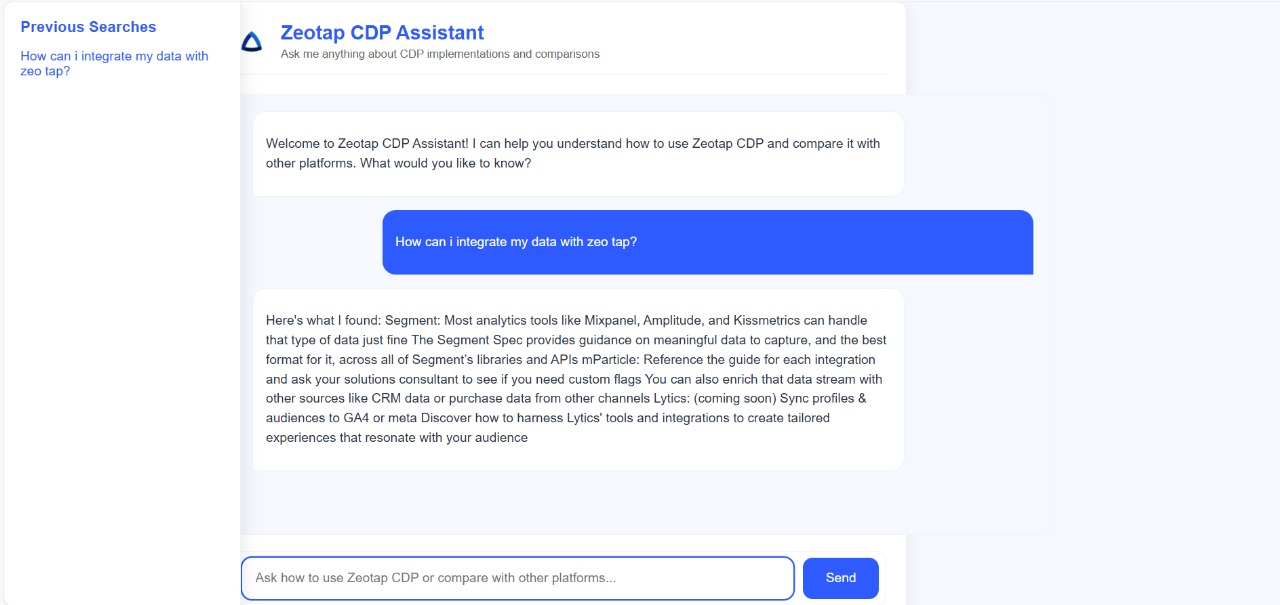 Previous Searches
How can i integrate my data with
zeo tap?
Zeotap CDP Assistant
Ask me anything about CDP implementations and comparisons
Welcome to Zeotap CDP Assistant! I can help you understand how to use Zeotap CDP and compare it with
other platforms. What would you like to know?
How can i integrate my data with zeo tap?
Here's what I found: Segment: Most analytics tools like Mixpanel, Amplitude, and Kissmetrics can handle
that type of data just fine The Segment Spec provides guidance on meaningful data to capture, and the best
format for it, across all of Segment's libraries and APIs mParticle: Reference the guide for each integration
and ask your solutions consultant to see if you need custom flags You can also enrich that data stream with
other sources like CRM data or purchase data from other channels Lytics: (coming soon) Sync profiles &
audiences to GA4 or meta Discover how to harness Lytics' tools and integrations to create tailored
experiences that resonate with your audience
Ask how to use Zeotap CDP or compare with other platforms...
Send